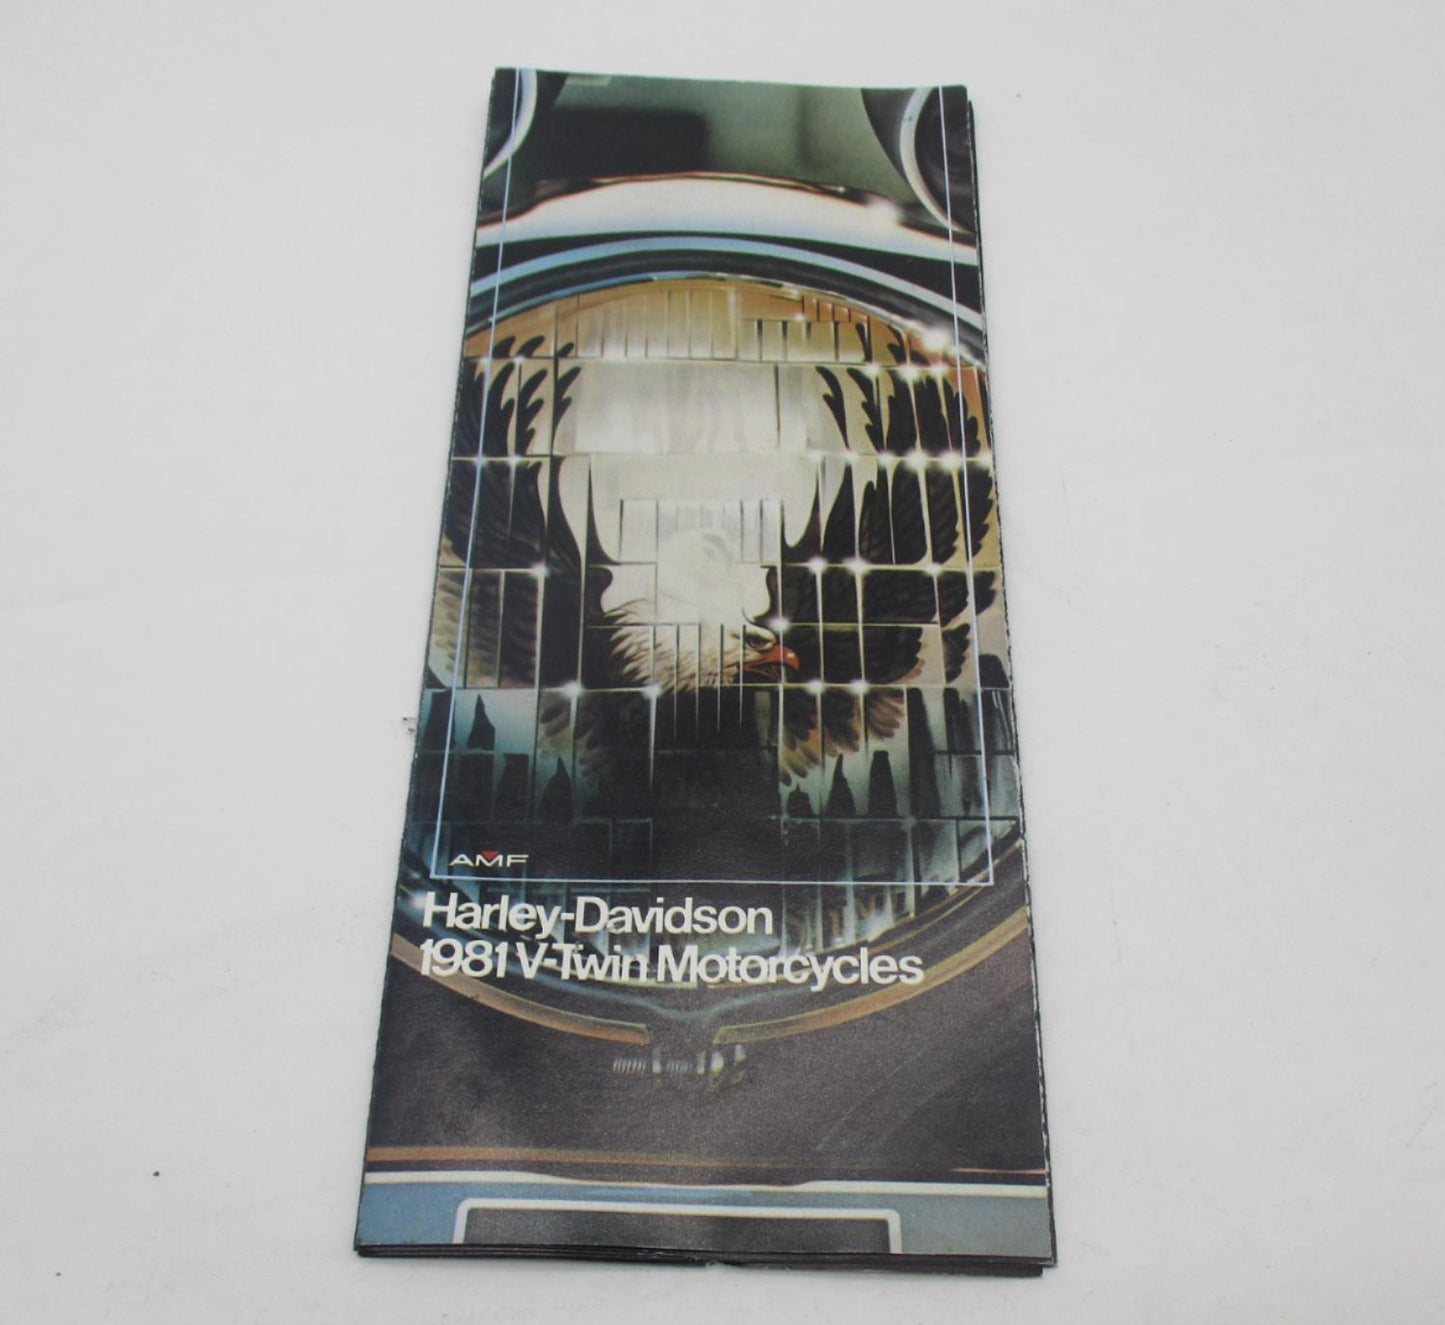 AMF
Harley-Davidson
1981 V-Twin Motorcycles